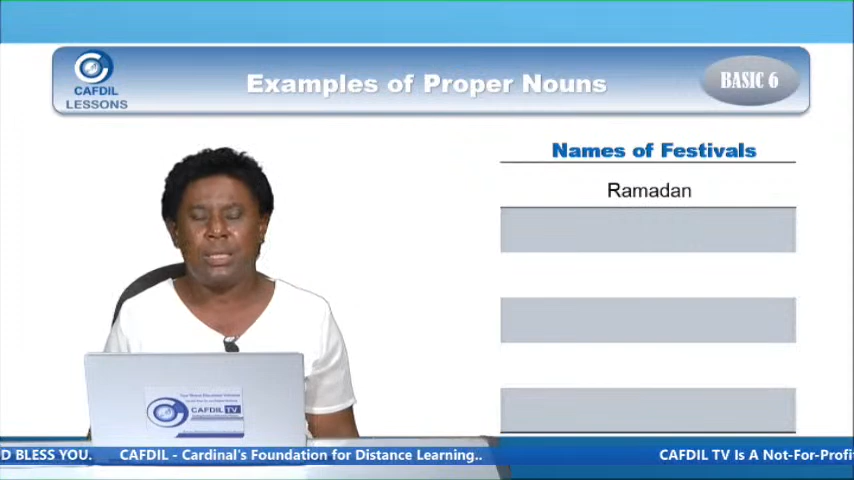 CAFDIL
LESSONS
Examples of Proper Nouns
BASIC 6
Names of Festivals
Ramadan
CAFDIL TV
D BLESS YOU. CAFDIL - Cardinal's Foundation for Distance Learning.. CAFDIL TV Is A Not-For-Profi